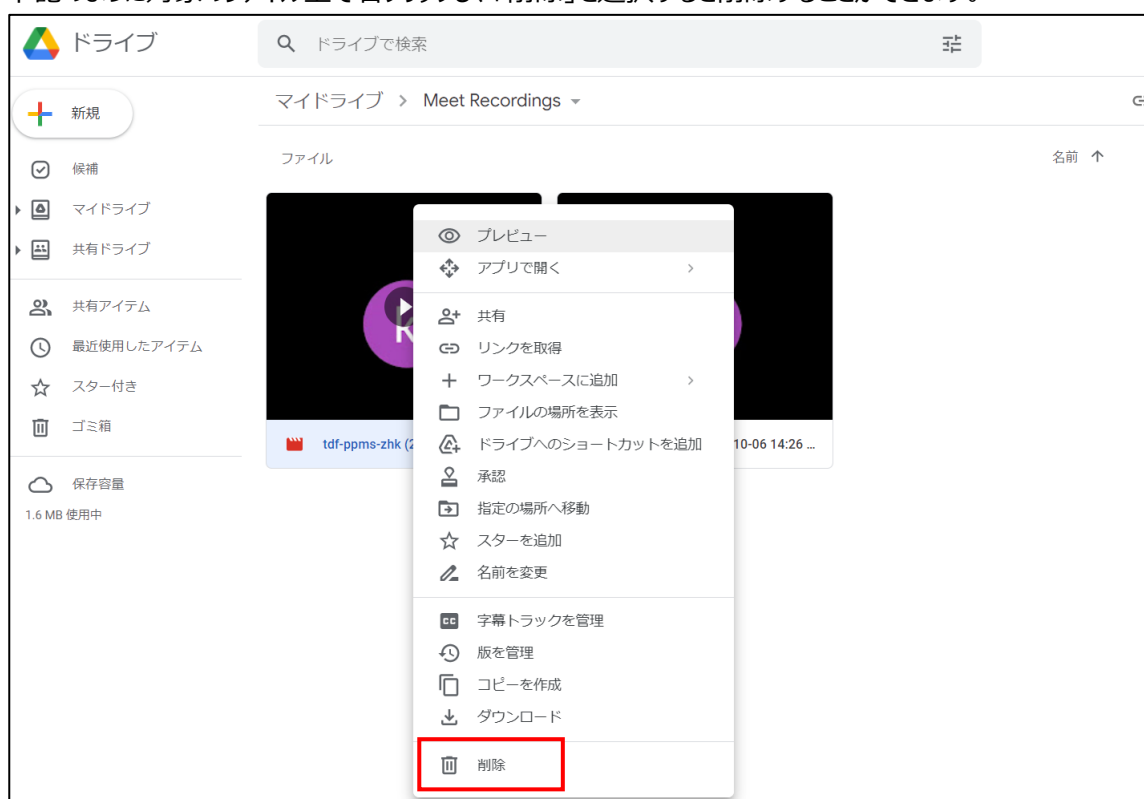 ドライブ
ドライブで検索
新規
マイドライブ > Meet Recordings
候補
マイドライブ
共有ドライブ
共有アイテム
最近使用したアイテム
スター付き
ゴミ箱
保存容量
1.6 MB 使用中
ファイル
名前
tdf-ppms-zhk
10-06 14:26 ...
プレビュー
アプリで開く
共有
リンクを取得
ワークスペースに追加
ファイルの場所を表示
ドライブへのショートカットを追加
承認
指定の場所へ移動
スターを追加
名前を変更
字幕トラックを管理
版を管理
コピーを作成
ダウンロード
削除